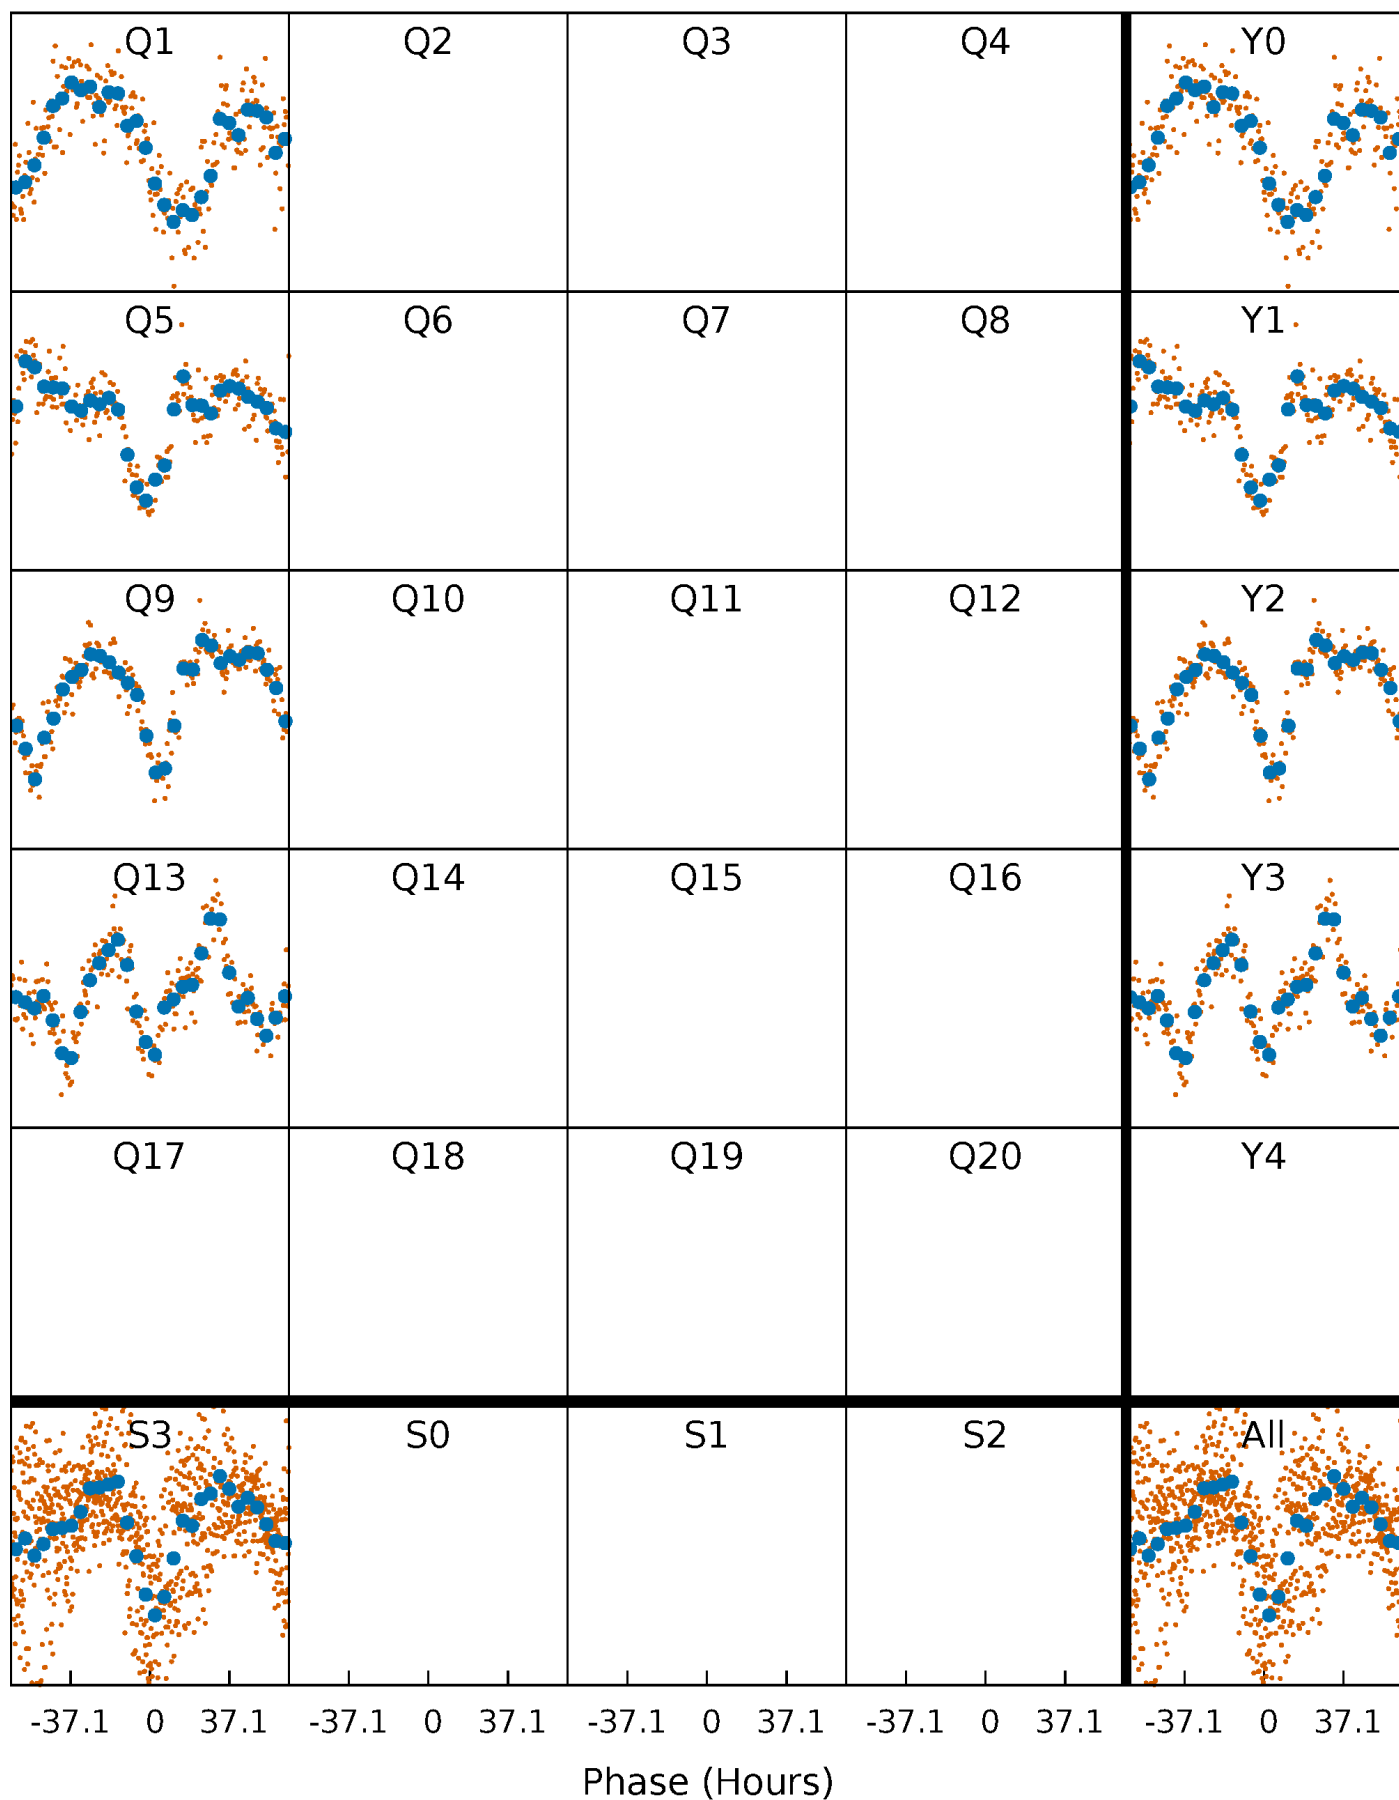 Q1 Q2 Q3 Q4 Y0
Q5 Q6 Q7 Q8 Y1
Q9 Q10 Q11 Q12 Y2
Q13 Q14 Q15 Q16 Y3
Q17 Q18 Q19 Q20 Y4
S3 S0 S1 S2 All
-37.1 0 37.1 -37.1 0 37.1 -37.1 0 37.1 -37.1 0 37.1 -37.1 0 37.1
Phase (Hours)